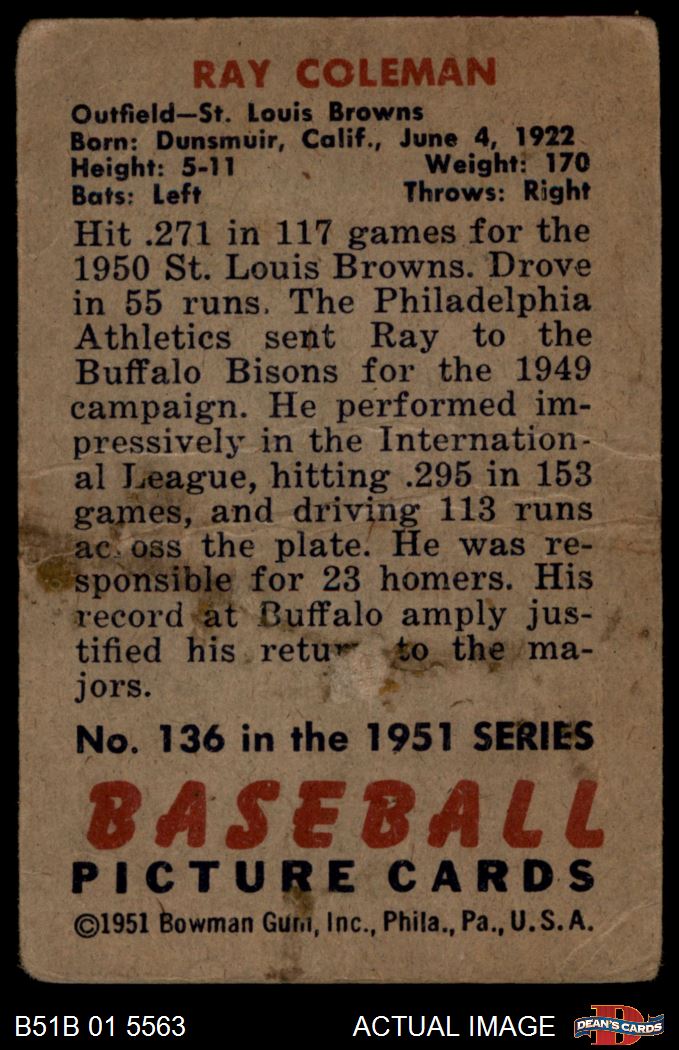 RAY COLEMAN
Outfield—St. Louis Browns
Born: Dunsmuir, Calif., June 4, 1922
Height: 5-11 Weight: 170
Bats: Left Throws: Right
Hit .271 in 117 games for the
1950 St. Louis Browns. Drove
in 55 runs. The Philadelphia
Athletics sent Ray to the
Buffalo Bisons for the 1949
campaign. He performed im-
pressively in the Internation-
al League, hitting .295 in 153
games, and driving 113 runs
across the plate. He was re-
sponsible for 23 homers. His
record at Buffalo amply jus-
tified his return to the ma-
jors.
No. 136 in the 1951 SERIES
BASEBALL
PICTURE CARDS
©1951 Bowman Gum, Inc., Phila., Pa., U.S.A.
B51B 01 5563 ACTUAL IMAGE DEAN'S CARDS